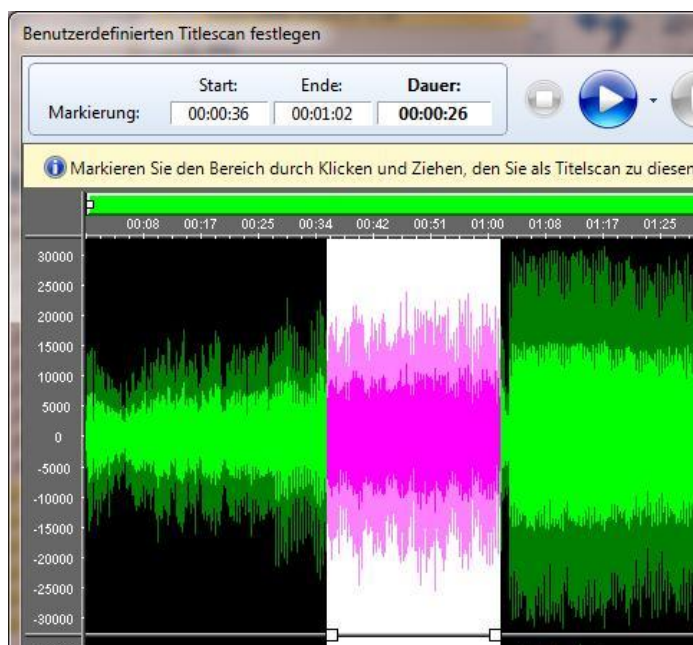 Benutzerdefinierten Titlescan festlegen
Start: Ende: Dauer:
Markierung: 00:00:36 00:01:02 00:00:26
Markieren Sie den Bereich durch Klicken und Ziehen, den Sie als Titelscan zu diesen
00:08 00:17 00:25 00:34 00:42 00:51 01:00 01:08 01:17 01:25
30000
25000
20000
15000
10000
5000
0
-5000
-10000
-15000
-20000
-25000
-30000